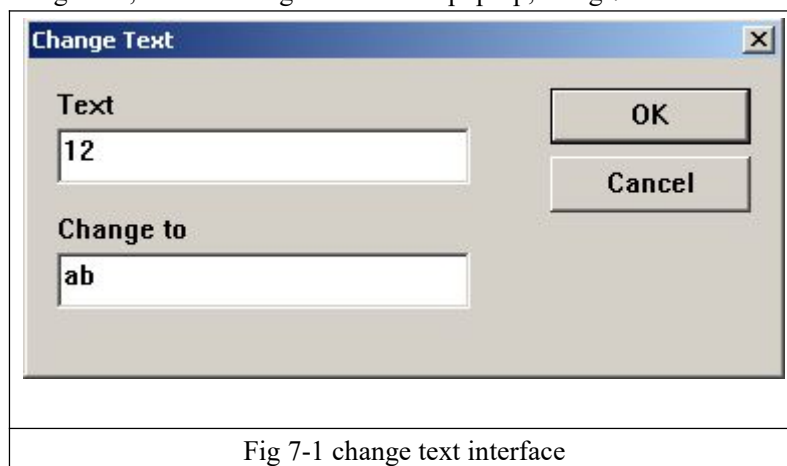 Change Text
Text
12
OK
Cancel
Change to
ab
Fig 7-1 change text interface